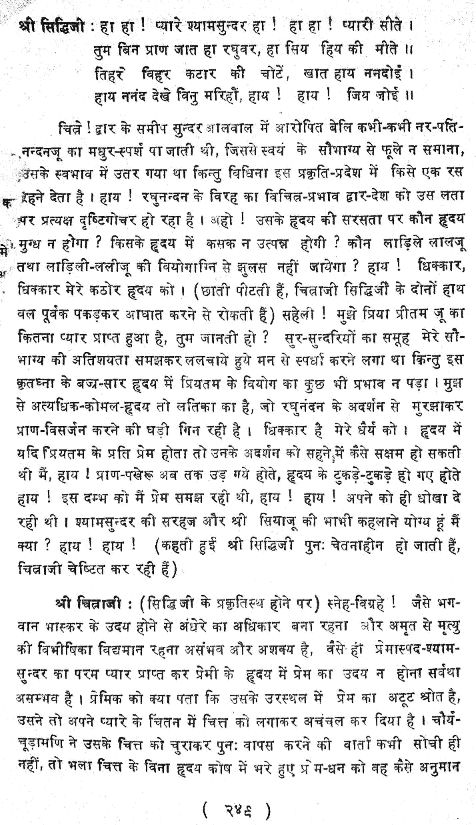 श्री सिद्धिजी : हा हा ! प्यारे श्यामसुन्दर हा ! हा हा ! प्यारी सीते ।
तुम बिन प्राण जात हा रघुवर, हा सिय हिय की मीते ॥
तिहरे विहर कटार की चोटें, खात हाय ननदोई ।
हाय ननंद देखे विनु मरिहौं, हाय ! हाय ! जिय जोई ॥
चित्रे ! द्वार के समीप सुन्दर आलवाल में आरोपित बेलि कभी-कभी नर-पति-
नन्दनजू का मधुर-स्पर्श पा जाती थी, जिससे स्वयं के सौभाग्य से फूले न समाना,
उसके स्वभाव में उतर गया था किन्तु विधिना इस प्रकृति-प्रदेश में किसे एक रस
रहने देता है । हाय ! रघुनन्दन के विरह का विचित्र-प्रभाव द्वार-देश को उस लता
पर प्रत्यक्ष दृष्टिगोचर हो रहा है । अहो ! उसके हृदय की सरसता पर कौन हृदय
मुग्ध न होगा ? किसके हृदय में कसक न उत्पन्न होगी ? कौन लाड़िले लालजू
तथा लाड़िली-ललीजू की वियोगाग्नि से झुलस नहीं जायेगा ? हाय ! धिक्कार,
धिक्कार मेरे कठोर हृदय को । (छाती पीटती हैं, चित्राजी सिद्धिजी के दोनों हाथ
वल पूर्वक पकड़कर आघात करने से रोकती हैं) सहेली ! मुझे प्रिया प्रीतम जू का
कितना प्यार प्राप्त हुआ है, तुम जानती हो ? सुर-सुन्दरियों का समूह मेरे सौ-
भाग्य की अतिशयता समझकर ललचाये हुये मन से स्पर्धा करने लगा था किन्तु इस
कृतघ्ना के बज्र-सार हृदय में प्रियतम के वियोग का कुछ भी प्रभाव न पड़ा । मुझ
से अत्यधिक-कोमल-हृदय तो लतिका का है, जो रघुनंदन के अदर्शन से मुरझाकर
प्राण-विसर्जन करने की घड़ी गिन रही है । धिक्कार है मेरे धैर्य को । हृदय में
यदि प्रियतम के प्रति प्रेम होता तो उनके अदर्शन को सहने में कैसे सक्षम हो सकती
थी मैं, हाय ! प्राण-पखेरू अब तक उड़ गये होते, हृदय के टुकड़े-टुकड़े हो गए होते
हाय ! इस दम्भ को मैं प्रेम समझ रही थी, हाय ! हाय ! अपने को ही धोखा दे
रही थी । श्यामसुन्दर की सरहज और श्री सियाजू की भाभी कहलाने योग्य हूं मैं
क्या ? हाय ! हाय ! (कहती हुई श्री सिद्धिजी पुनः चेतनाहीन हो जाती हैं,
चित्राजी चेष्टित कर रही हैं)
श्री चित्राजी : (सिद्धिजी के प्रकृतिस्थ होने पर) स्नेह-विग्रहे ! जैसे भग-
वान भास्कर के उदय होने से अंधेरे का अधिकार बना रहना और अमृत से मृत्यु
की विभीषिका विद्यमान रहना असंभव और अशक्य है, वैसे ही प्रेमास्पद-श्याम-
सुन्दर का परम प्यार प्राप्त कर प्रेमी के हृदय में प्रेम का उदय न होना सर्वथा
असम्भव है । प्रेमिक को क्या पता कि उसके उरस्थल में प्रेम का अटूट श्रोत है,
उसने तो अपने प्यारे के चिंतन में चित्त को लगाकर अचंचल कर दिया है । चौर्य-
चूड़ामणि ने उसके चित्त को चुराकर पुनः वापस करने की वार्ता कभी सोची ही
नहीं, तो भला चित्त के विना हृदय कोष में भरे हुए प्रेम-धन को वह कैसे अनुमान
( २४९ )